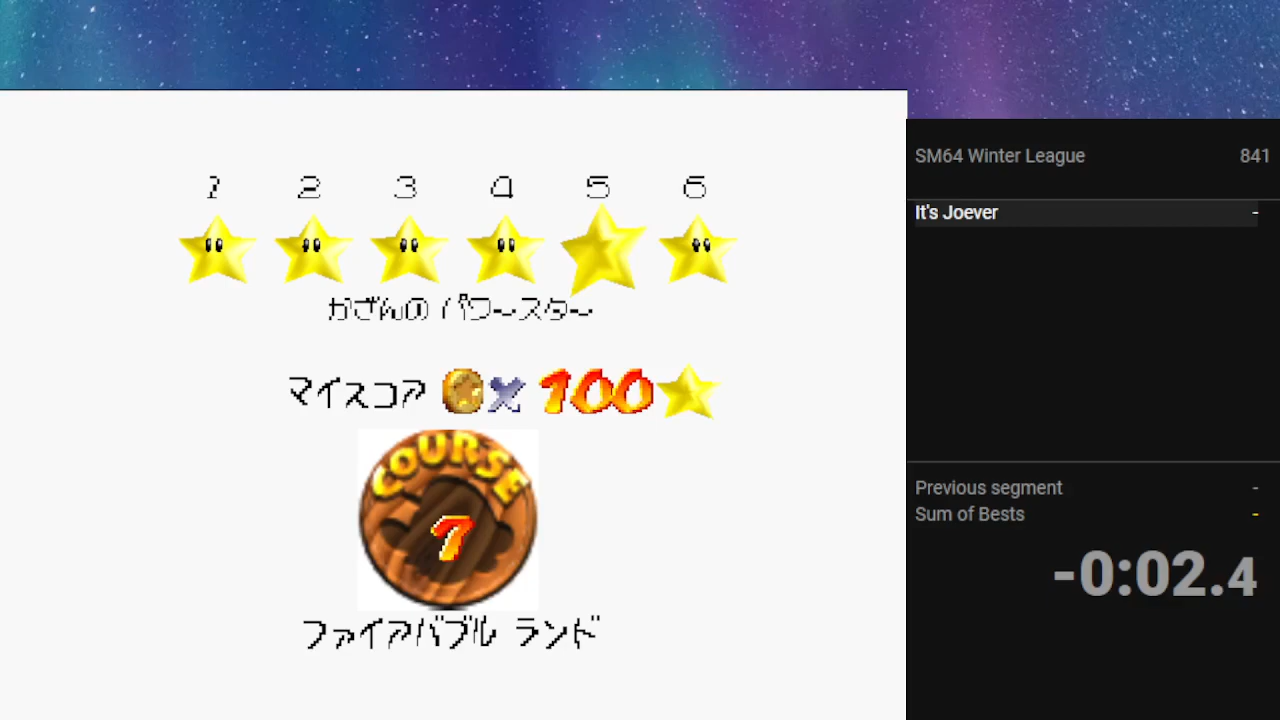 SM64 Winter League 841
1 2 3 4 5 6
It's Joever -
かざんの パワースター
マイスコア × 100
COURSE
7
ファイアバブル ランド
Previous segment -
Sum of Bests -
-0:02.4